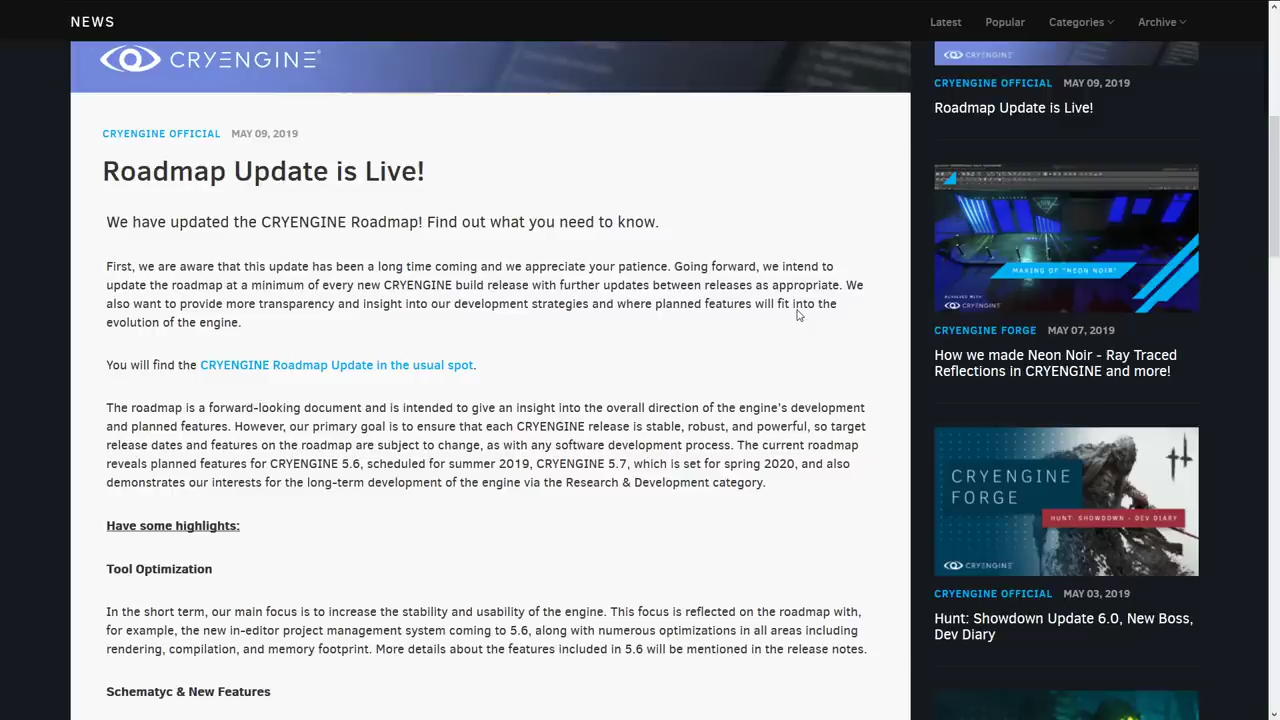 NEWS
Latest
Popular
Categories
Archive
CRYENGINE®
CRYENGINE OFFICIAL MAY 09, 2019
Roadmap Update is Live!
We have updated the CRYENGINE Roadmap! Find out what you need to know.
First, we are aware that this update has been a long time coming and we appreciate your patience. Going forward, we intend to
update the roadmap at a minimum of every new CRYENGINE build release with further updates between releases as appropriate. We
also want to provide more transparency and insight into our development strategies and where planned features will fit into the
evolution of the engine.
You will find the CRYENGINE Roadmap Update in the usual spot.
The roadmap is a forward-looking document and is intended to give an insight into the overall direction of the engine's development
and planned features. However, our primary goal is to ensure that each CRYENGINE release is stable, robust, and powerful, so target
release dates and features on the roadmap are subject to change, as with any software development process. The current roadmap
reveals planned features for CRYENGINE 5.6, scheduled for summer 2019, CRYENGINE 5.7, which is set for spring 2020, and also
demonstrates our interests for the long-term development of the engine via the Research & Development category.
Have some highlights:
Tool Optimization
In the short term, our main focus is to increase the stability and usability of the engine. This focus is reflected on the roadmap with,
for example, the new in-editor project management system coming to 5.6, along with numerous optimizations in all areas including
rendering, compilation, and memory footprint. More details about the features included in 5.6 will be mentioned in the release notes.
Schematyc & New Features
CRYENGINE
CRYENGINE OFFICIAL MAY 09, 2019
Roadmap Update is Live!
MAKING OF "NEON NOIR"
CRYENGINE
CRYENGINE FORGE MAY 07, 2019
How we made Neon Noir - Ray Traced
Reflections in CRYENGINE and more!
CRYENGINE
FORGE
HUNT: SHOWDOWN - DEV DIARY
CRYENGINE
CRYENGINE OFFICIAL MAY 03, 2019
Hunt: Showdown Update 6.0, New Boss,
Dev Diary